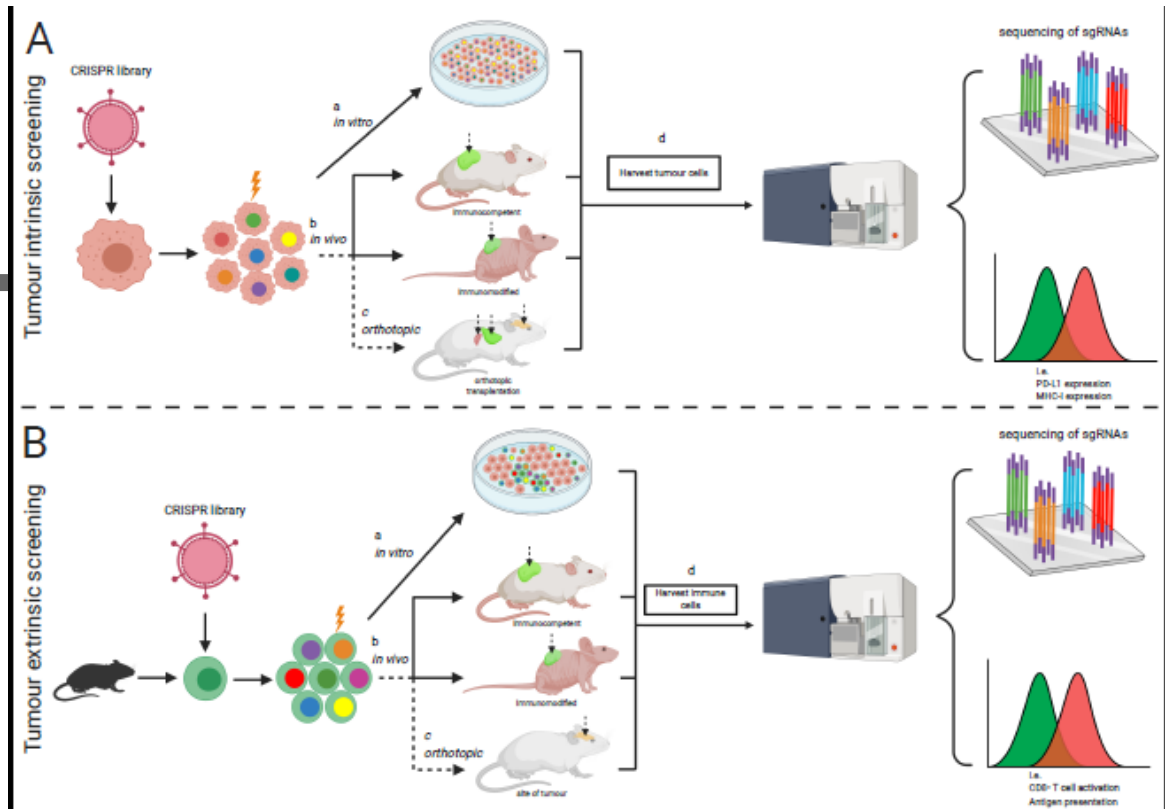 A
Tumour intrinsic screening
CRISPR library
a
in vitro
b
in vivo
c
orthotopic
immunocompetent
immunomodified
orthotopic
transplantation
d
Harvest tumour cells
sequencing of sgRNAs
i.e.
PD-L1 expression
MHC-I expression
B
Tumour extrinsic screening
CRISPR library
a
in vitro
b
in vivo
c
orthotopic
immunocompetent
immunomodified
site of tumour
d
Harvest immune
cells
sequencing of sgRNAs
i.e.
CD8+ T cell activation
Antigen presentation